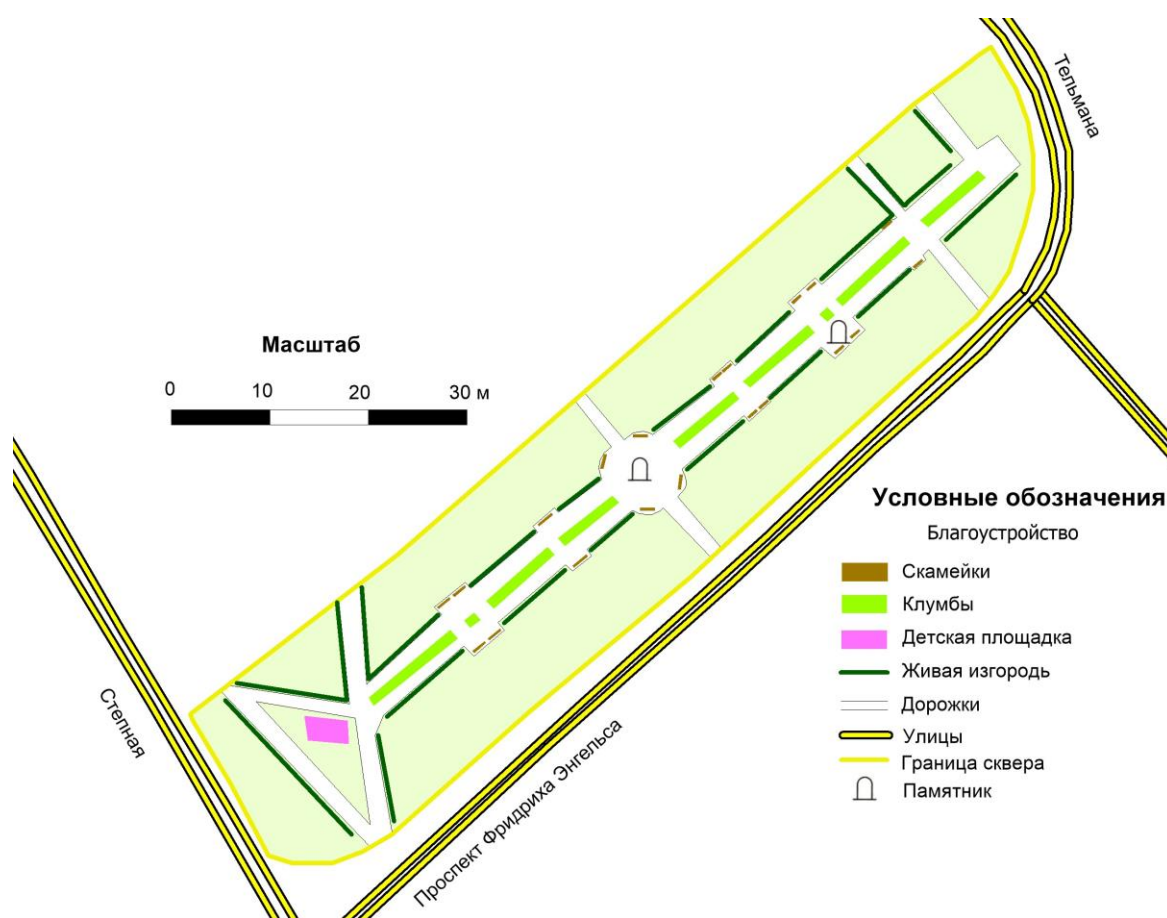 Тельмана
Масштаб
0 10 20 30 м
Условные обозначения
Благоустройство
Скамейки
Клумбы
Детская площадка
Живая изгородь
Дорожки
Улицы
Граница сквера
Памятник
Степная
Проспект Фридриха Энгельса